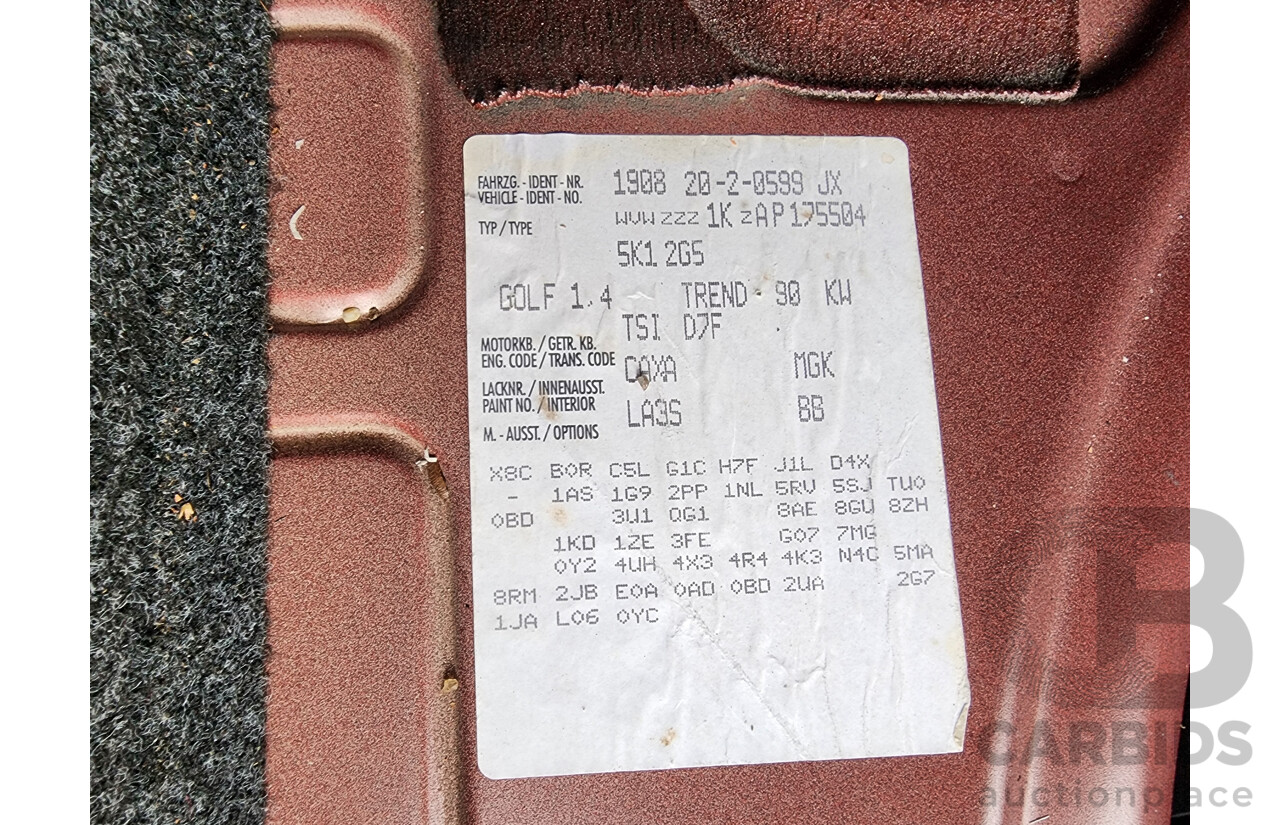 FAHRZG. - IDENT - NR. 1908 20-2-0599 JX
VEHICLE - IDENT - NO. WVWZZZ1KZAP175504
TYP / TYPE 5K1 2G5
GOLF 1.4 TREND 90 KW
TSI D7F
MOTORKB. / GETR. KB.
ENG. CODE / TRANS. CODE CAXA MGK
LACKNR. / INNENAUSST.
PAINT NO. / INTERIOR LA3S BB
M. - AUSST. / OPTIONS
X8C B0R C5L G1C H7F J1L D4X
- 1AS 1G9 2PP 1NL 5RV 5SJ TU0
0BD 3U1 QG1 8AE 8GU 8ZH
1KD 1ZE 3FE G07 7MG
0Y2 4UH 4X3 4R4 4K3 N4C 5MA
8RM 2JB E0A 0AD 0BD 2UA 2G7
1JA L06 0YC
B
CARBIDS
auctionplace